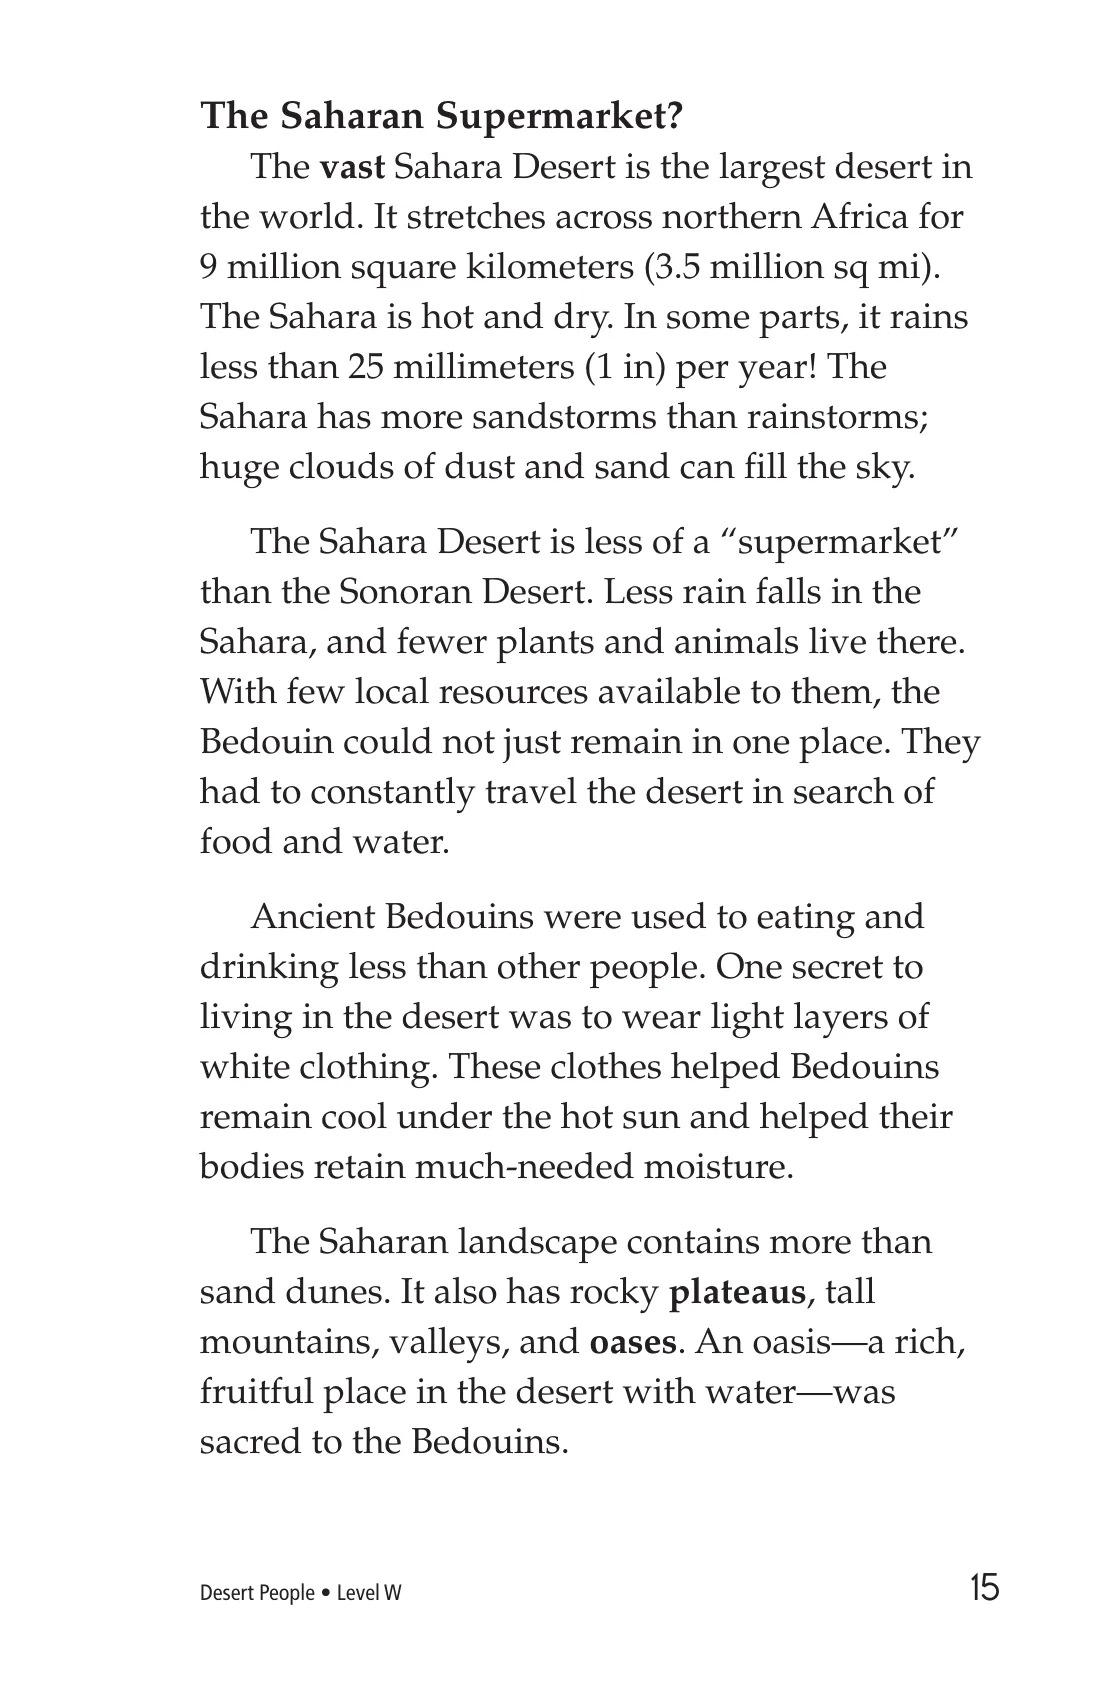 The Saharan Supermarket?
The vast Sahara Desert is the largest desert in
the world. It stretches across northern Africa for
9 million square kilometers (3.5 million sq mi).
The Sahara is hot and dry. In some parts, it rains
less than 25 millimeters (1 in) per year! The
Sahara has more sandstorms than rainstorms;
huge clouds of dust and sand can fill the sky.
The Sahara Desert is less of a “supermarket”
than the Sonoran Desert. Less rain falls in the
Sahara, and fewer plants and animals live there.
With few local resources available to them, the
Bedouin could not just remain in one place. They
had to constantly travel the desert in search of
food and water.
Ancient Bedouins were used to eating and
drinking less than other people. One secret to
living in the desert was to wear light layers of
white clothing. These clothes helped Bedouins
remain cool under the hot sun and helped their
bodies retain much-needed moisture.
The Saharan landscape contains more than
sand dunes. It also has rocky plateaus, tall
mountains, valleys, and oases. An oasis—a rich,
fruitful place in the desert with water—was
sacred to the Bedouins.
Desert People • Level W
15